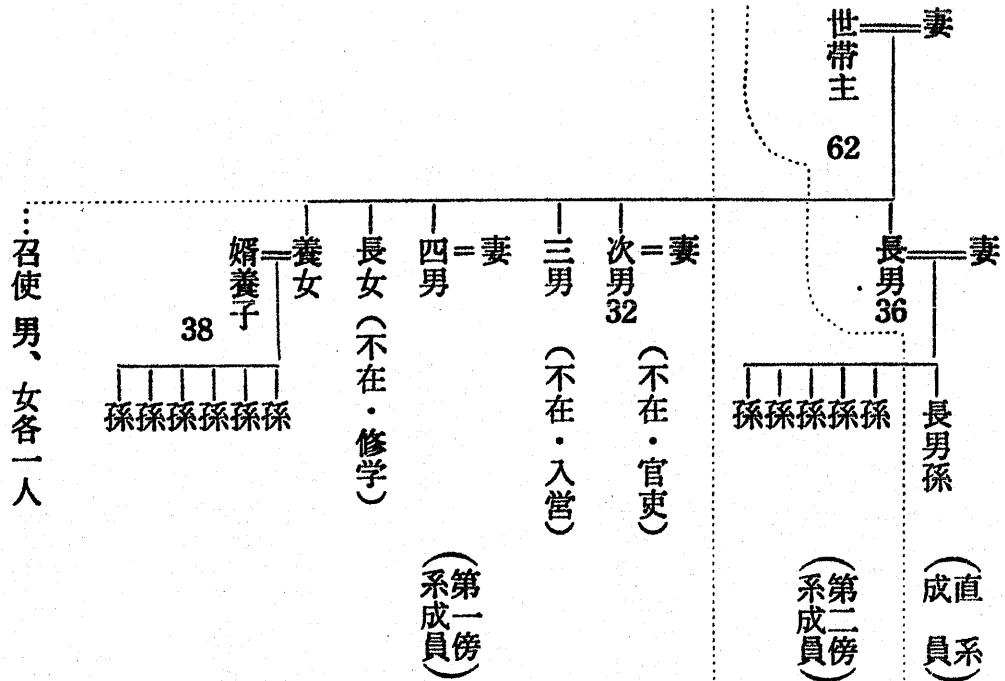 妻
世帯主 62
妻
長男 36
長男孫
孫
孫
孫
孫
孫
(直系成員)
(第二傍系成員)
妻
次男 32
(不在・官吏)
三男
(不在・入営)
妻
四男
(第一傍系成員)
長女(不在・修学)
養女
婿養子 38
孫
孫
孫
孫
孫
孫
召使 男、女各一人